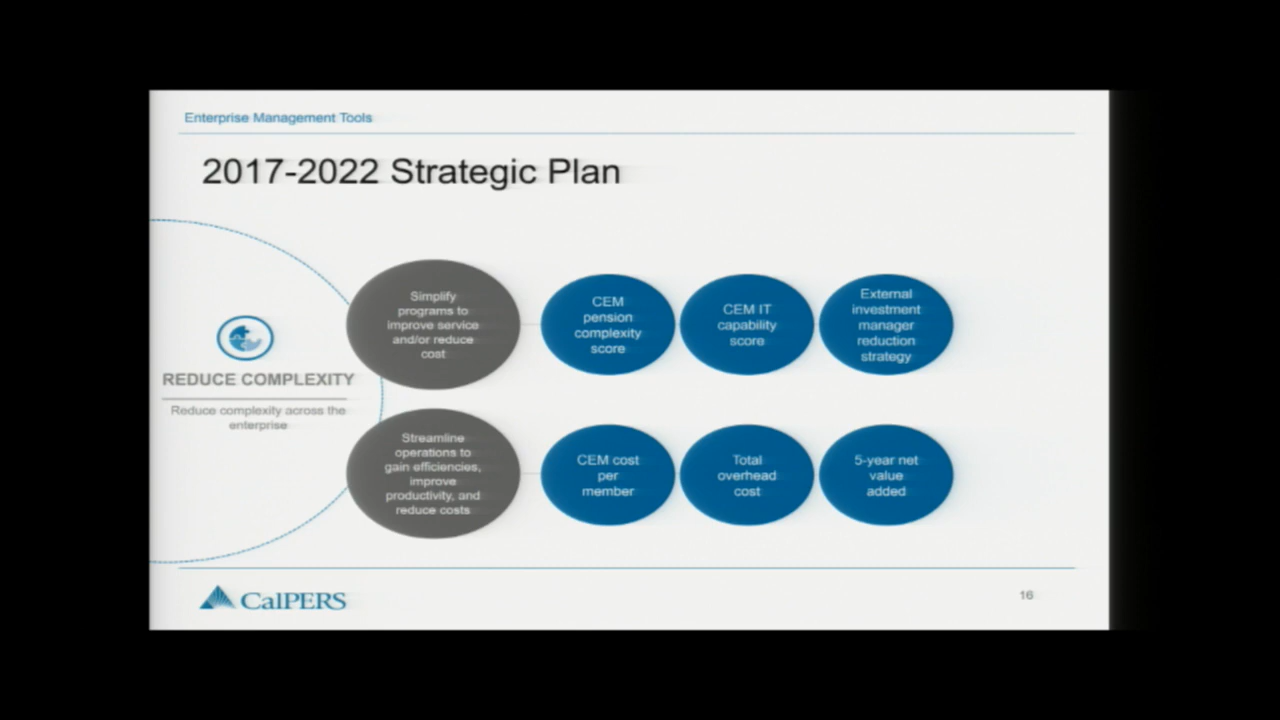 Enterprise Management Tools
2017-2022 Strategic Plan
REDUCE COMPLEXITY
Reduce complexity across the
enterprise
Simplify
programs to
improve service
and/or reduce
cost
CEM
pension
complexity
score
CEM IT
capability
score
External
investment
manager
reduction
strategy
Streamline
operations to
gain efficiencies,
improve
productivity, and
reduce costs
CEM cost
per
member
Total
overhead
cost
5-year net
value
added
CalPERS
16